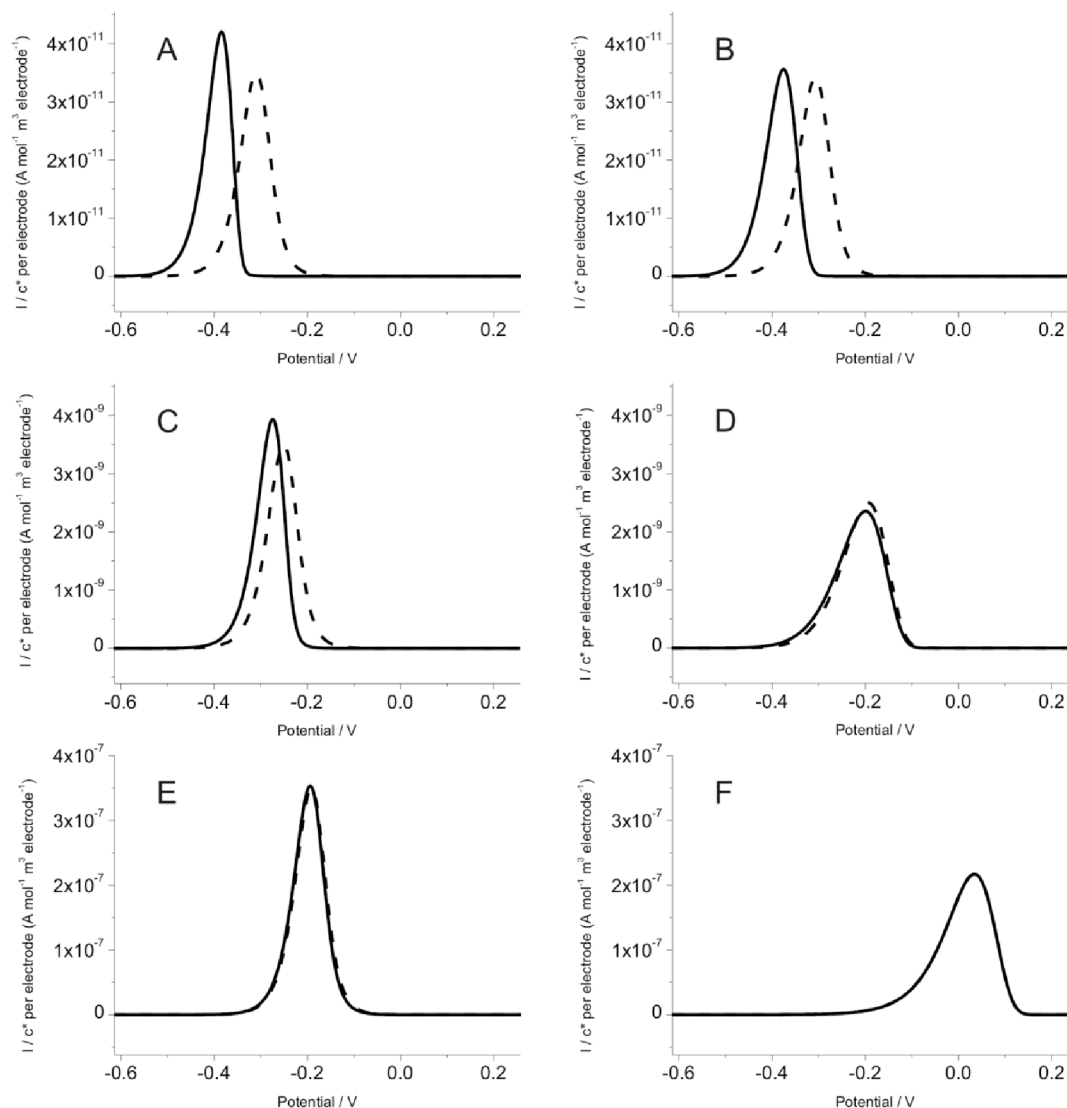 A
I / c* per electrode (A mol⁻¹ m³ electrode⁻¹)
4x10⁻¹¹
3x10⁻¹¹
2x10⁻¹¹
1x10⁻¹¹
0
-0.6 -0.4 -0.2 0.0 0.2
Potential / V
B
I / c* per electrode (A mol⁻¹ m³ electrode⁻¹)
4x10⁻¹¹
3x10⁻¹¹
2x10⁻¹¹
1x10⁻¹¹
0
-0.6 -0.4 -0.2 0.0 0.2
Potential / V
C
I / c* per electrode (A mol⁻¹ m³ electrode⁻¹)
4x10⁻⁹
3x10⁻⁹
2x10⁻⁹
1x10⁻⁹
0
-0.6 -0.4 -0.2 0.0 0.2
Potential / V
D
I / c* per electrode (A mol⁻¹ m³ electrode⁻¹)
4x10⁻⁹
3x10⁻⁹
2x10⁻⁹
1x10⁻⁹
0
-0.6 -0.4 -0.2 0.0 0.2
Potential / V
E
I / c* per electrode (A mol⁻¹ m³ electrode⁻¹)
4x10⁻⁷
3x10⁻⁷
2x10⁻⁷
1x10⁻⁷
0
-0.6 -0.4 -0.2 0.0 0.2
Potential / V
F
I / c* per electrode (A mol⁻¹ m³ electrode⁻¹)
4x10⁻⁷
3x10⁻⁷
2x10⁻⁷
1x10⁻⁷
0
-0.6 -0.4 -0.2 0.0 0.2
Potential / V